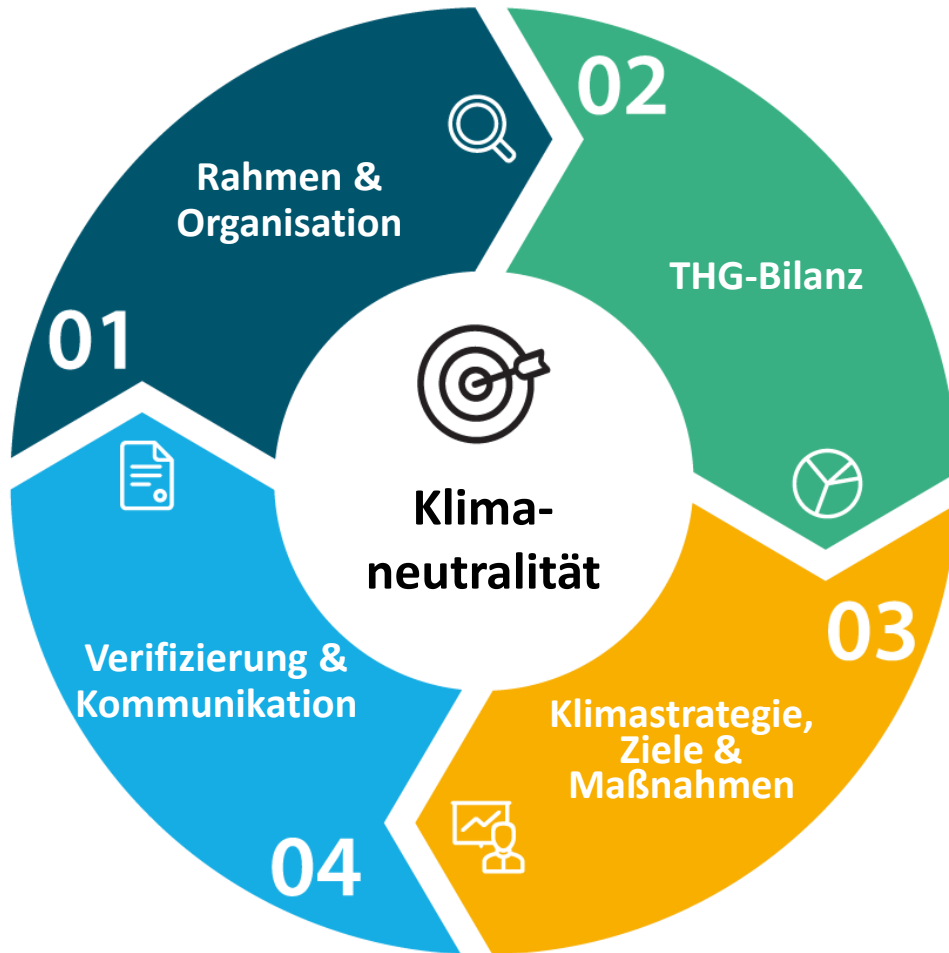 01
Rahmen &
Organisation
02
THG-Bilanz
03
Klimastrategie,
Ziele &
Maßnahmen
04
Verifizierung &
Kommunikation
Klima-
neutralität